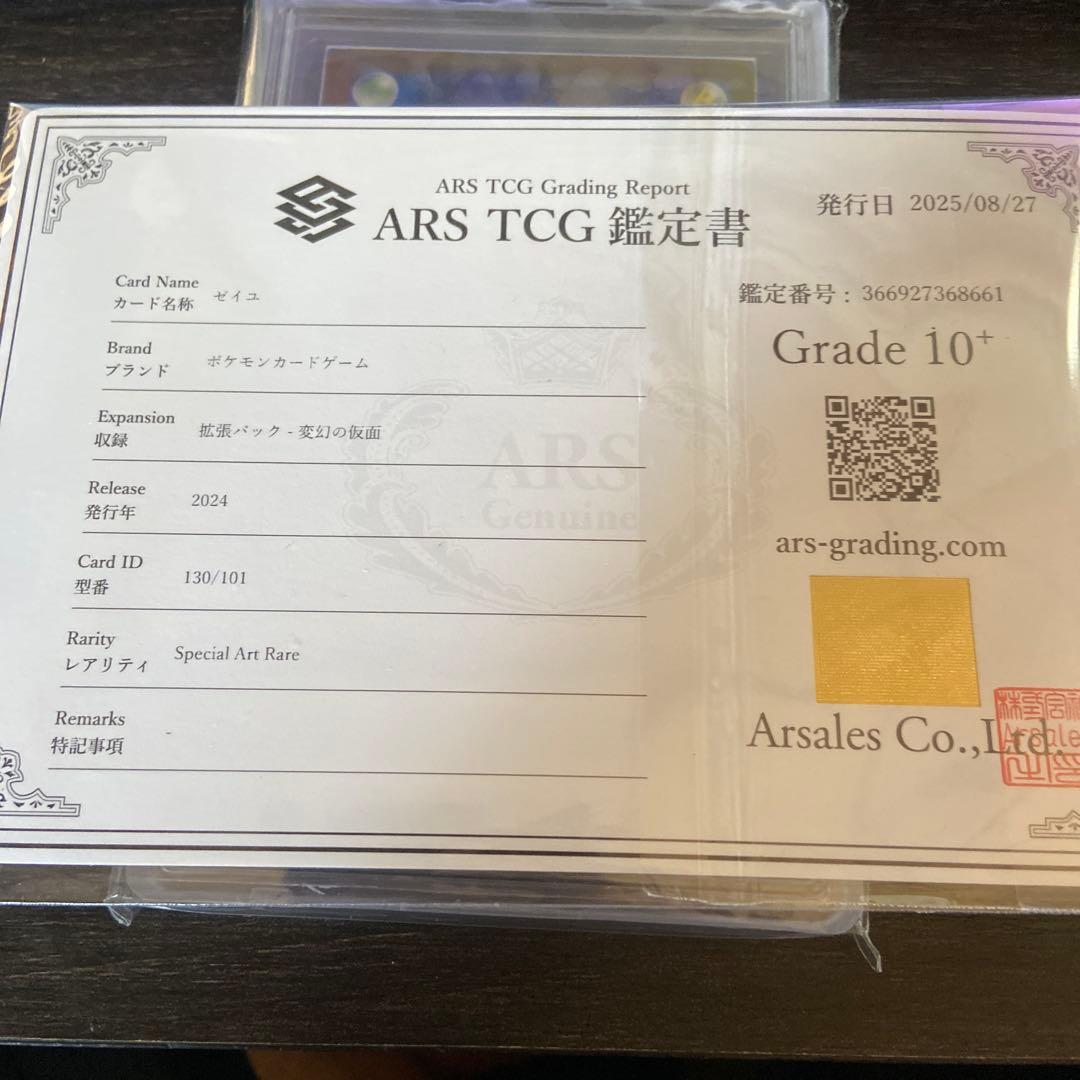 ARS TCG Grading Report
ARS TCG 鑑定書
発行日 2025/08/27
Card Name
カード名称 ゼイユ
Brand
ブランド ポケモンカードゲーム
Expansion
収録 拡張パック - 変幻の仮面
Release
発行年 2024
Card ID
型番 130/101
Rarity
レアリティ Special Art Rare
Remarks
特記事項 -
鑑定番号 : 366927368661
Grade 10+
ars-grading.com
Arsales Co.,Ltd.
ARS
Genuine